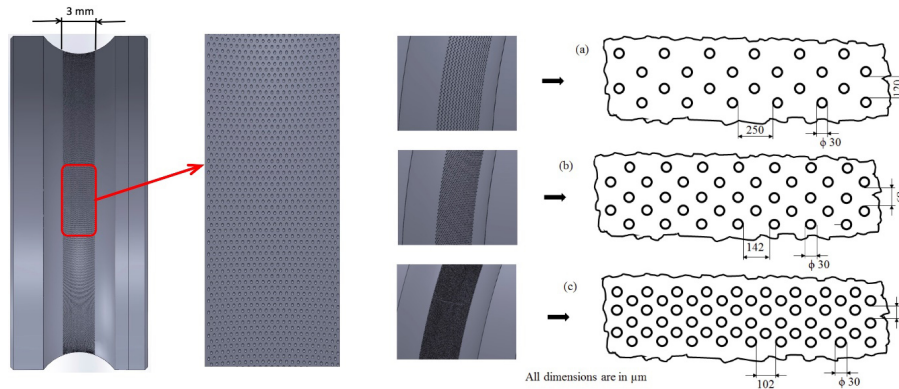 3 mm
(a)
120
250
ϕ 30
(b)
142
ϕ 30
(c)
102
ϕ 30
All dimensions are in µm